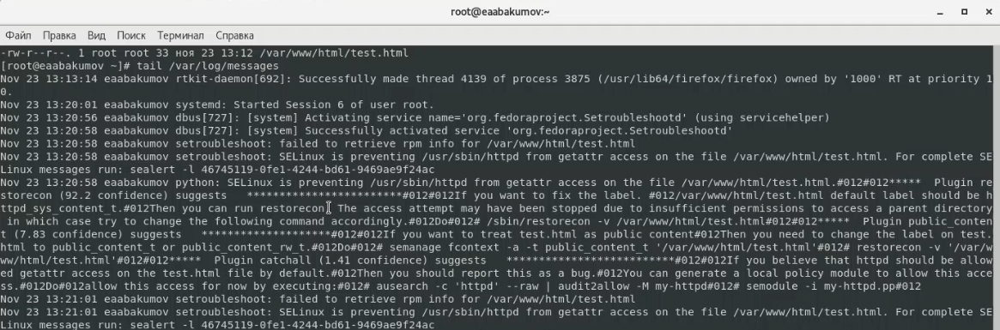 root@eaabakumov:~
Файл Правка Вид Поиск Терминал Справка
-rw-r--r--. 1 root root 33 ноя 23 13:12 /var/www/html/test.html
[root@eaabakumov ~]# tail /var/log/messages
Nov 23 13:13:14 eaabakumov rtkit-daemon[692]: Successfully made thread 4139 of process 3875 (/usr/lib64/firefox/firefox) owned by '1000' RT at priority 1
0.
Nov 23 13:20:01 eaabakumov systemd: Started Session 6 of user root.
Nov 23 13:20:56 eaabakumov dbus[727]: [system] Activating service name='org.fedoraproject.Setroubleshootd' (using servicehelper)
Nov 23 13:20:58 eaabakumov dbus[727]: [system] Successfully activated service 'org.fedoraproject.Setroubleshootd'
Nov 23 13:20:58 eaabakumov setroubleshoot: failed to retrieve rpm info for /var/www/html/test.html
Nov 23 13:20:58 eaabakumov setroubleshoot: SELinux is preventing /usr/sbin/httpd from getattr access on the file /var/www/html/test.html. For complete SE
Linux messages run: sealert -l 46745119-0fe1-4244-bd61-9469ae9f24ac
Nov 23 13:20:58 eaabakumov python: SELinux is preventing /usr/sbin/httpd from getattr access on the file /var/www/html/test.html.#012#012*****  Plugin re
storecon (92.2 confidence) suggests   ************************#012#012If you want to fix the label. #012/var/www/html/test.html default label should be h
ttpd_sys_content_t.#012Then you can run restorecon. The access attempt may have been stopped due to insufficient permissions to access a parent directory
 in which case try to change the following command accordingly.#012Do#012# /sbin/restorecon -v /var/www/html/test.html#012#012*****  Plugin public_conten
t (7.83 confidence) suggests   ********************#012#012If you want to treat test.html as public content#012Then you need to change the label on test.
html to public_content_t or public_content_rw_t.#012Do#012# semanage fcontext -a -t public_content_t '/var/www/html/test.html'#012# restorecon -v '/var/w
ww/html/test.html'#012#012*****  Plugin catchall (1.41 confidence) suggests   **************************#012#012If you believe that httpd should be allow
ed getattr access on the test.html file by default.#012Then you should report this as a bug.#012You can generate a local policy module to allow this acce
ss.#012Do#012allow this access for now by executing:#012# ausearch -c 'httpd' --raw | audit2allow -M my-httpd#012# semodule -i my-httpd.pp#012
Nov 23 13:21:01 eaabakumov setroubleshoot: failed to retrieve rpm info for /var/www/html/test.html
Nov 23 13:21:01 eaabakumov setroubleshoot: SELinux is preventing /usr/sbin/httpd from getattr access on the file /var/www/html/test.html. For complete SE
Linux messages run: sealert -l 46745119-0fe1-4244-bd61-9469ae9f24ac